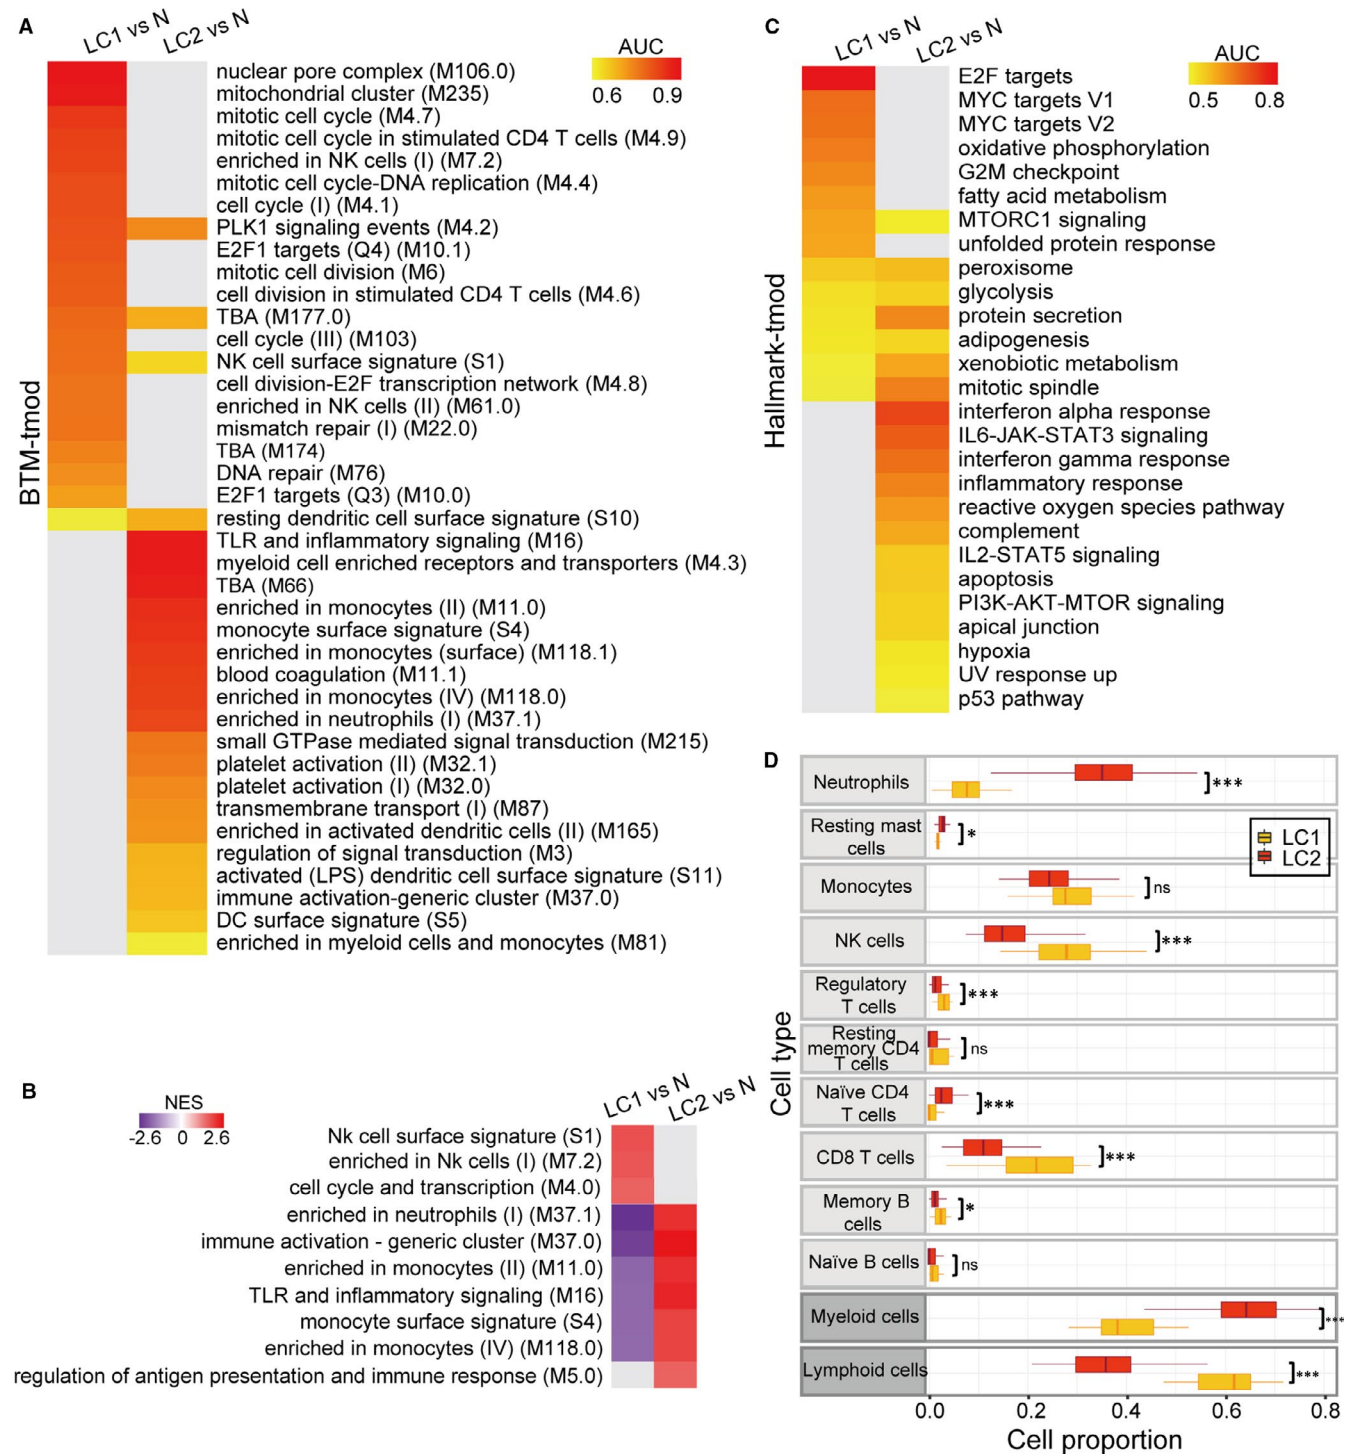 A
LC1 vs N
LC2 vs N
AUC
0.6
0.9
BTM-tmod
nuclear pore complex (M106.0)
mitochondrial cluster (M235)
mitotic cell cycle (M4.7)
mitotic cell cycle in stimulated CD4 T cells (M4.9)
enriched in NK cells (I) (M7.2)
mitotic cell cycle-DNA replication (M4.4)
cell cycle (I) (M4.1)
PLK1 signaling events (M4.2)
E2F1 targets (Q4) (M10.1)
mitotic cell division (M6)
cell division in stimulated CD4 T cells (M4.6)
TBA (M177.0)
cell cycle (III) (M103)
NK cell surface signature (S1)
cell division-E2F transcription network (M4.8)
enriched in NK cells (II) (M61.0)
mismatch repair (I) (M22.0)
TBA (M174)
DNA repair (M76)
E2F1 targets (Q3) (M10.0)
resting dendritic cell surface signature (S10)
TLR and inflammatory signaling (M16)
myeloid cell enriched receptors and transporters (M4.3)
TBA (M66)
enriched in monocytes (II) (M11.0)
monocyte surface signature (S4)
enriched in monocytes (surface) (M118.1)
blood coagulation (M11.1)
enriched in monocytes (IV) (M118.0)
enriched in neutrophils (I) (M37.1)
small GTPase mediated signal transduction (M215)
platelet activation (II) (M32.1)
platelet activation (I) (M32.0)
transmembrane transport (I) (M87)
enriched in activated dendritic cells (II) (M165)
regulation of signal transduction (M3)
activated (LPS) dendritic cell surface signature (S11)
immune activation-generic cluster (M37.0)
DC surface signature (S5)
enriched in myeloid cells and monocytes (M81)
B
NES
-2.6 0 2.6
LC1 vs N
LC2 vs N
Nk cell surface signature (S1)
enriched in Nk cells (I) (M7.2)
cell cycle and transcription (M4.0)
enriched in neutrophils (I) (M37.1)
immune activation - generic cluster (M37.0)
enriched in monocytes (II) (M11.0)
TLR and inflammatory signaling (M16)
monocyte surface signature (S4)
enriched in monocytes (IV) (M118.0)
regulation of antigen presentation and immune response (M5.0)
C
LC1 vs N
LC2 vs N
AUC
0.5
0.8
Hallmark-tmod
E2F targets
MYC targets V1
MYC targets V2
oxidative phosphorylation
G2M checkpoint
fatty acid metabolism
MTORC1 signaling
unfolded protein response
peroxisome
glycolysis
protein secretion
adipogenesis
xenobiotic metabolism
mitotic spindle
interferon alpha response
IL6-JAK-STAT3 signaling
interferon gamma response
inflammatory response
reactive oxygen species pathway
complement
IL2-STAT5 signaling
apoptosis
PI3K-AKT-MTOR signaling
apical junction
hypoxia
UV response up
p53 pathway
D
Cell type
Neutrophils
***
Resting mast
cells
*
LC1
LC2
Monocytes
ns
NK cells
***
Regulatory
T cells
***
Resting
memory CD4
T cells
ns
Naïve CD4
T cells
***
CD8 T cells
***
Memory B
cells
*
Naïve B cells
ns
Myeloid cells
***
Lymphoid cells
***
0.0 0.2 0.4 0.6 0.8
Cell proportion